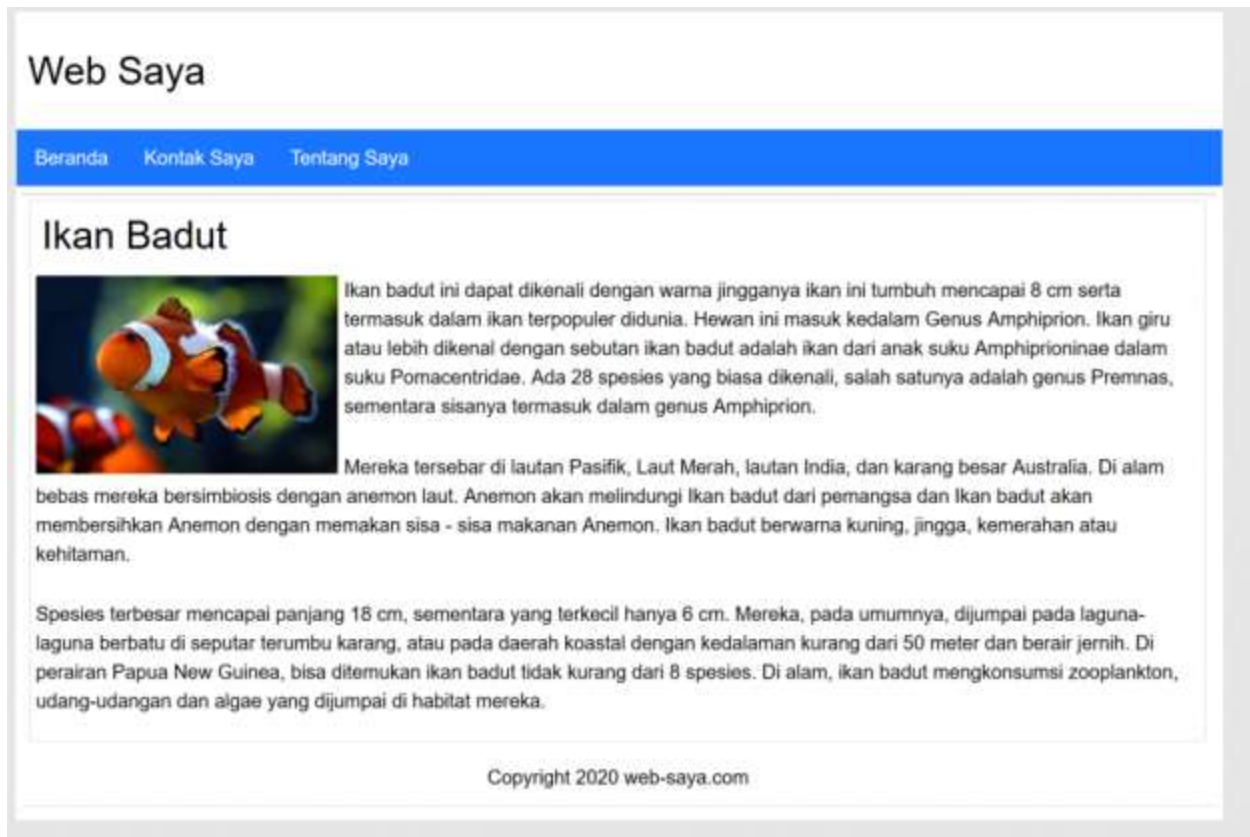 Web Saya
Beranda Kontak Saya Tentang Saya
Ikan Badut
Ikan badut ini dapat dikenali dengan warna jingganya ikan ini tumbuh mencapai 8 cm serta
termasuk dalam ikan terpopuler didunia. Hewan ini masuk kedalam Genus Amphiprion. Ikan giru
atau lebih dikenal dengan sebutan ikan badut adalah ikan dari anak suku Amphiprioninae dalam
suku Pomacentridae. Ada 28 spesies yang biasa dikenali, salah satunya adalah genus Premnas,
sementara sisanya termasuk dalam genus Amphiprion.
Mereka tersebar di lautan Pasifik, Laut Merah, lautan India, dan karang besar Australia. Di alam
bebas mereka bersimbiosis dengan anemon laut. Anemon akan melindungi Ikan badut dari pemangsa dan Ikan badut akan
membersihkan Anemon dengan memakan sisa - sisa makanan Anemon. Ikan badut berwarna kuning, jingga, kemerahan atau
kehitaman.
Spesies terbesar mencapai panjang 18 cm, sementara yang terkecil hanya 6 cm. Mereka, pada umumnya, dijumpai pada laguna-
laguna berbatu di seputar terumbu karang, atau pada daerah koastal dengan kedalaman kurang dari 50 meter dan berair jernih. Di
perairan Papua New Guinea, bisa ditemukan ikan badut tidak kurang dari 8 spesies. Di alam, ikan badut mengkonsumsi zooplankton,
udang-udangan dan algae yang dijumpai di habitat mereka.
Copyright 2020 web-saya.com